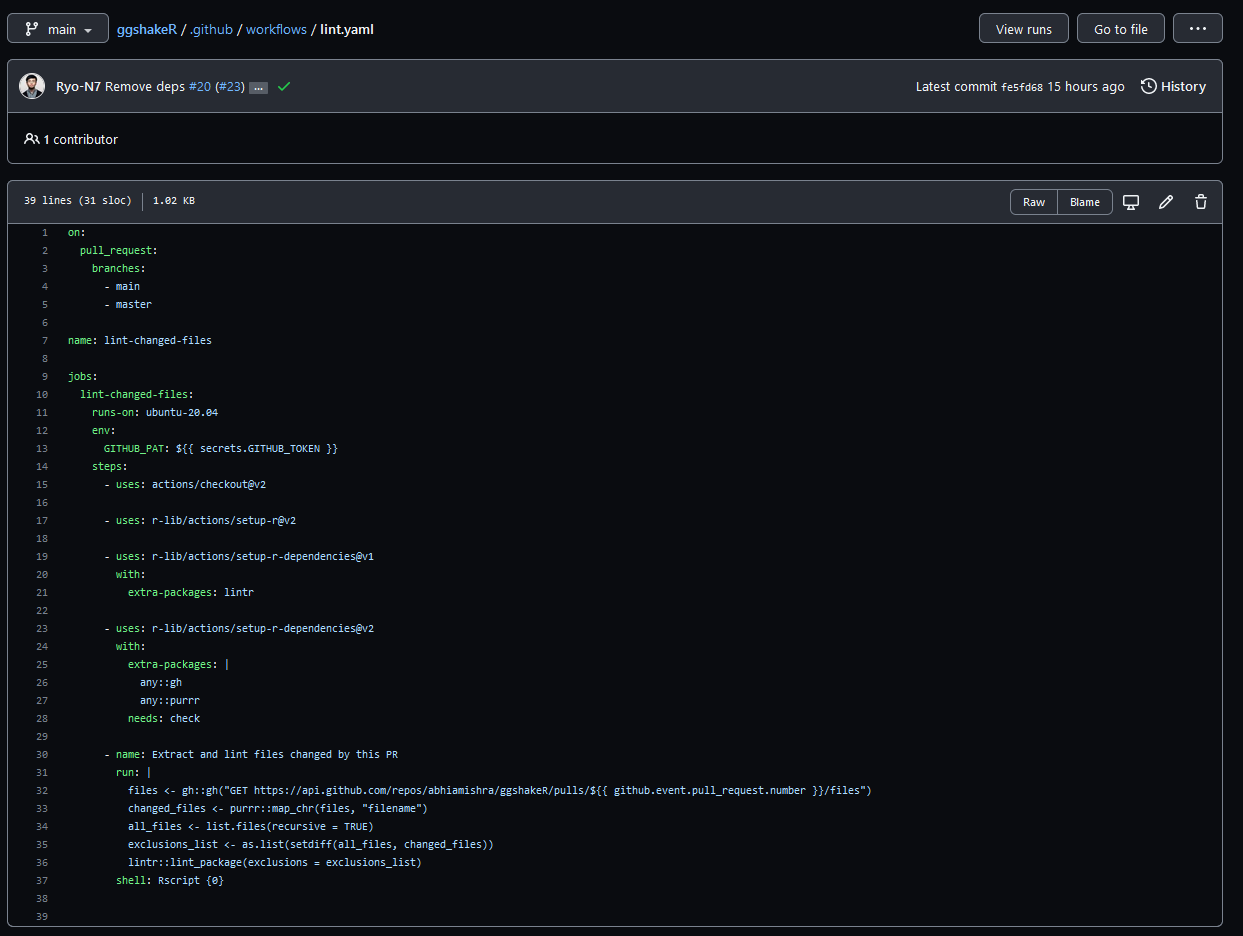 main ggshakeR / .github / workflows / lint.yaml View runs Go to file ...
Ryo-N7 Remove deps #20 (#23) ... Latest commit fe5fd68 15 hours ago History
1 contributor
39 lines (31 sloc) 1.02 KB Raw Blame
1 on:
2   pull_request:
3     branches:
4       - main
5       - master
6
7 name: lint-changed-files
8
9 jobs:
10   lint-changed-files:
11     runs-on: ubuntu-20.04
12     env:
13       GITHUB_PAT: ${{ secrets.GITHUB_TOKEN }}
14     steps:
15       - uses: actions/checkout@v2
16
17       - uses: r-lib/actions/setup-r@v2
18
19       - uses: r-lib/actions/setup-r-dependencies@v1
20         with:
21           extra-packages: lintr
22
23       - uses: r-lib/actions/setup-r-dependencies@v2
24         with:
25           extra-packages: |
26             any::gh
27             any::purrr
28           needs: check
29
30       - name: Extract and lint files changed by this PR
31         run: |
32           files <- gh::gh("GET https://api.github.com/repos/abhiamishra/ggshakeR/pulls/${{ github.event.pull_request.number }}/files")
33           changed_files <- purrr::map_chr(files, "filename")
34           all_files <- list.files(recursive = TRUE)
35           exclusions_list <- as.list(setdiff(all_files, changed_files))
36           lintr::lint_package(exclusions = exclusions_list)
37         shell: Rscript {0}
38
39